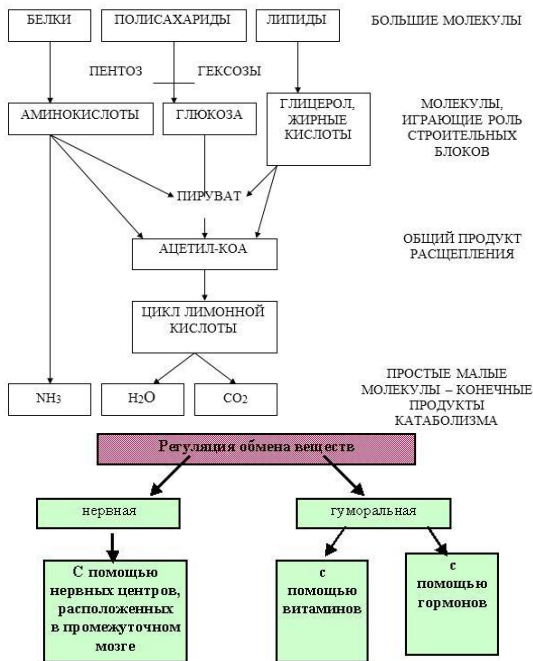 БЕЛКИ
ПОЛИСАХАРИДЫ
ЛИПИДЫ
БОЛЬШИЕ МОЛЕКУЛЫ
ПЕНТОЗ
ГЕКСОЗЫ
АМИНОКИСЛОТЫ
ГЛЮКОЗА
ГЛИЦЕРОЛ,
ЖИРНЫЕ
КИСЛОТЫ
МОЛЕКУЛЫ,
ИГРАЮЩИЕ РОЛЬ
СТРОИТЕЛЬНЫХ
БЛОКОВ
ПИРУВАТ
АЦЕТИЛ-КОА
ОБЩИЙ ПРОДУКТ
РАСЩЕПЛЕНИЯ
ЦИКЛ ЛИМОННОЙ
КИСЛОТЫ
NH3
H2O
CO2
ПРОСТЫЕ МАЛЫЕ
МОЛЕКУЛЫ – КОНЕЧНЫЕ
ПРОДУКТЫ
КАТАБОЛИЗМА
Регуляция обмена веществ
нервная
гуморальная
С помощью
нервных центров,
расположенных
в промежуточном
мозге
с
помощью
витаминов
с
помощью
гормонов